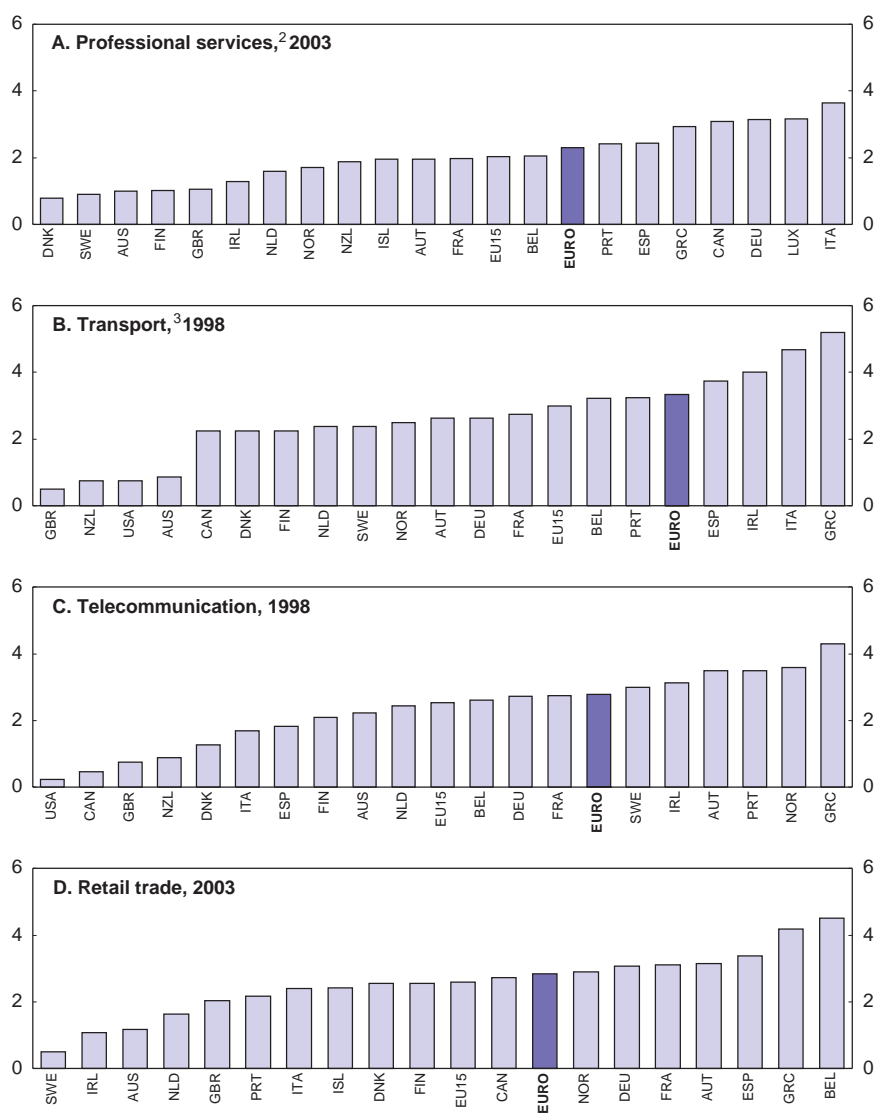 6 6
A. Professional services,2 2003
4 4
2 2
0 0
DNK SWE AUS FIN GBR IRL NLD NOR NZL ISL AUT FRA EU15 BEL EURO PRT ESP GRC CAN DEU LUX ITA
6 6
B. Transport,3 1998
4 4
2 2
0 0
GBR NZL USA AUS CAN DNK FIN NLD SWE NOR AUT DEU FRA EU15 BEL PRT EURO ESP IRL ITA GRC
6 6
C. Telecommunication, 1998
4 4
2 2
0 0
USA CAN GBR NZL DNK ITA ESP FIN AUS NLD EU15 BEL DEU FRA EURO SWE IRL AUT PRT NOR GRC
6 6
D. Retail trade, 2003
4 4
2 2
0 0
SWE IRL AUS NLD GBR PRT ITA ISL DNK FIN EU15 CAN EURO NOR DEU FRA AUT ESP GRC BEL